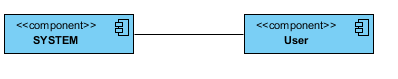 <<component>>
SYSTEM
<<component>>
User